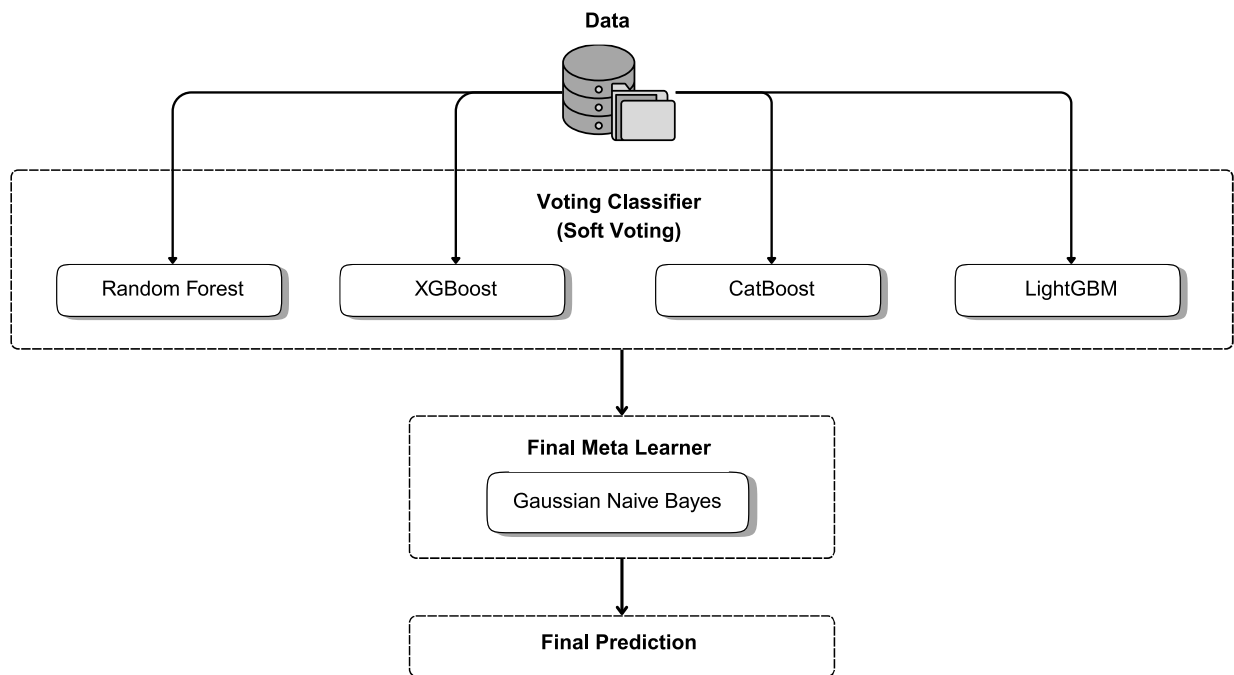 Data
Voting Classifier
(Soft Voting)
Random Forest
XGBoost
CatBoost
LightGBM
Final Meta Learner
Gaussian Naive Bayes
Final Prediction